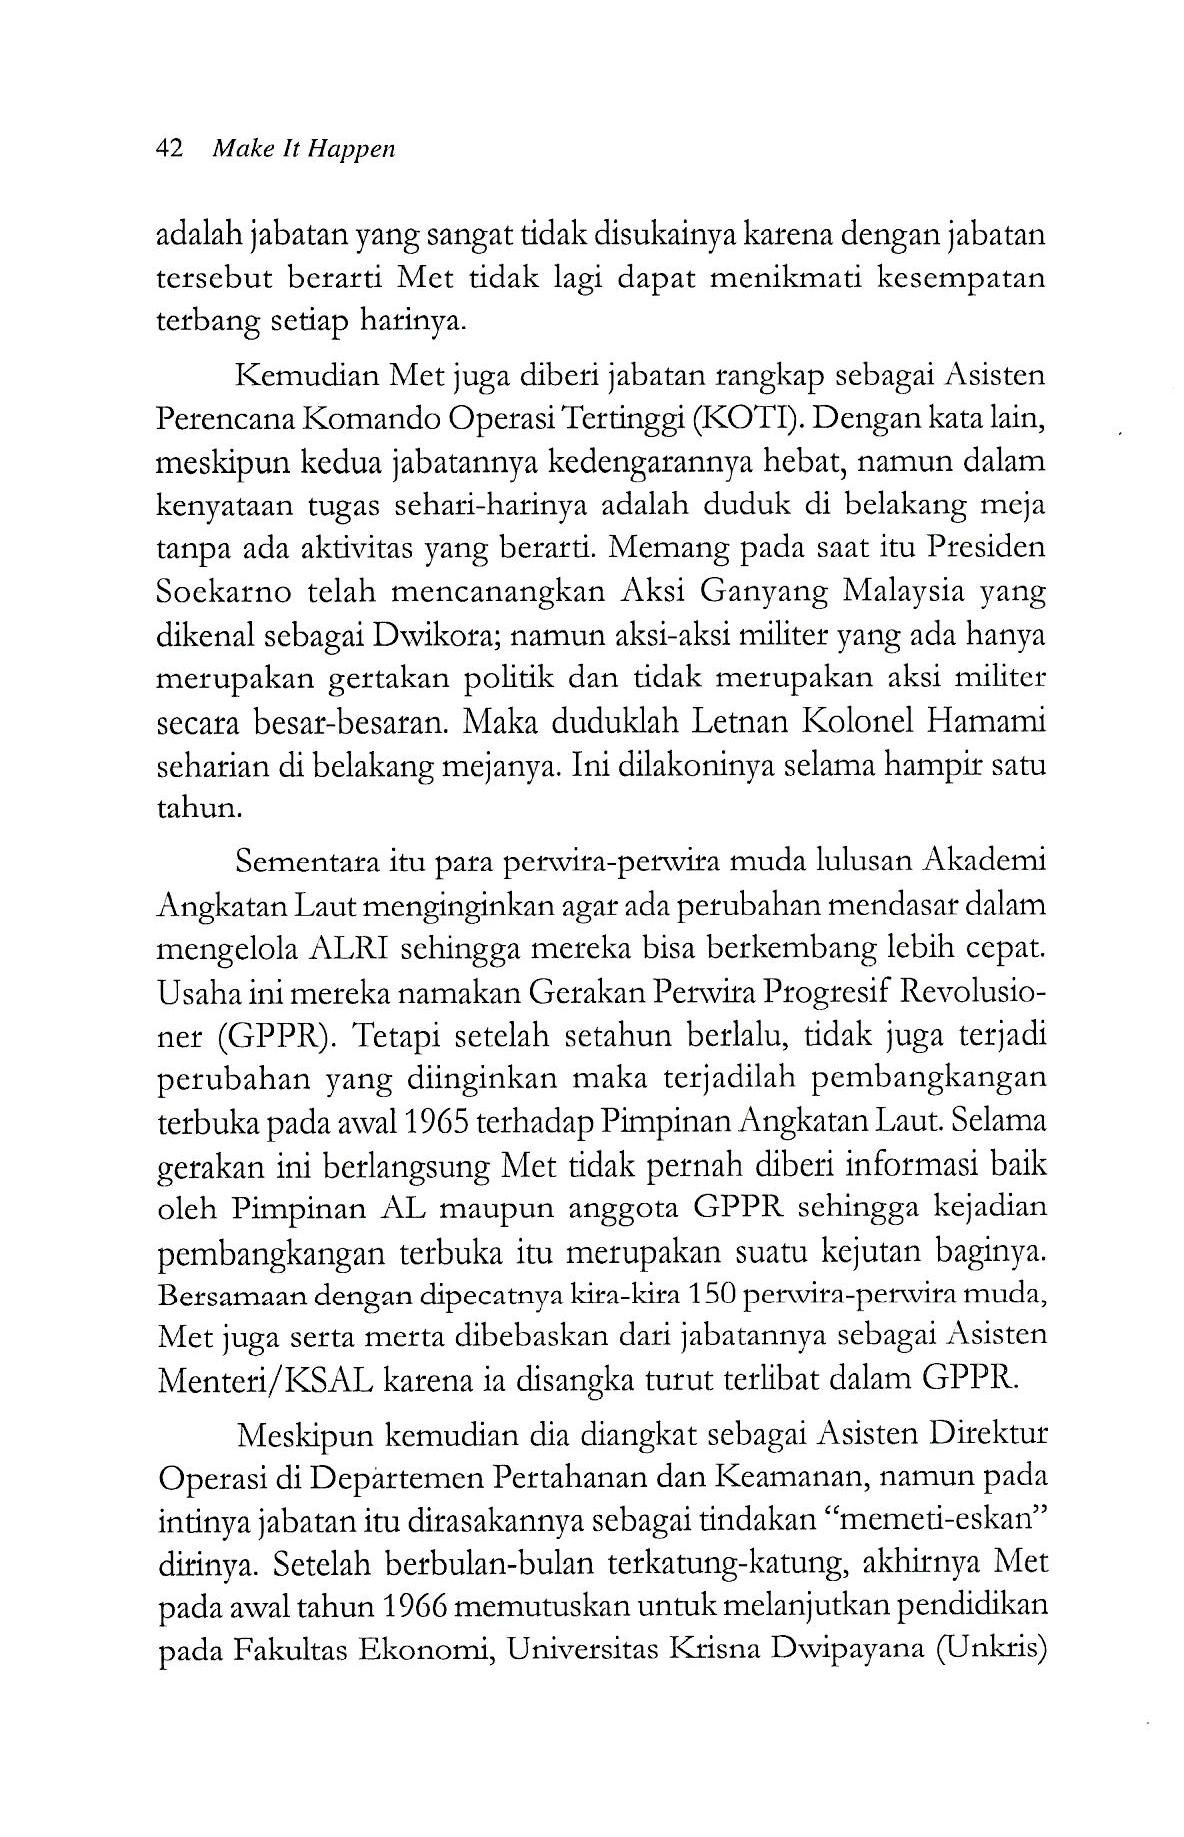 42 Make It Happen
adalah jabatan yang sangat tidak disukainya karena dengan jabatan
tersebut berarti Met tidak lagi dapat menikmati kesempatan
terbang setiap harinya.
Kemudian Met juga diberi jabatan rangkap sebagai Asisten
Perencana Komando Operasi Tertinggi (KOTI). Dengan kata lain,
meskipun kedua jabatannya kedengarannya hebat, namun dalam
kenyataan tugas sehari-harinya adalah duduk di belakang meja
tanpa ada aktivitas yang berarti. Memang pada saat itu Presiden
Soekarno telah mencanangkan Aksi Ganyang Malaysia yang
dikenal sebagai Dwikora; namun aksi-aksi militer yang ada hanya
merupakan gertakan politik dan tidak merupakan aksi militer
secara besar-besaran. Maka duduklah Letnan Kolonel Hamami
seharian di belakang mejanya. Ini dilakoninya selama hampir satu
tahun.
Sementara itu para perwira-perwira muda lulusan Akademi
Angkatan Laut menginginkan agar ada perubahan mendasar dalam
mengelola ALRI sehingga mereka bisa berkembang lebih cepat.
Usaha ini mereka namakan Gerakan Perwira Progresif Revolusio-
ner (GPPR). Tetapi setelah setahun berlalu, tidak juga terjadi
perubahan yang diinginkan maka terjadilah pembangkangan
terbuka pada awal 1965 terhadap Pimpinan Angkatan Laut. Selama
gerakan ini berlangsung Met tidak pernah diberi informasi baik
oleh Pimpinan AL maupun anggota GPPR sehingga kejadian
pembangkangan terbuka itu merupakan suatu kejutan baginya.
Bersamaan dengan dipecatnya kira-kira 150 perwira-perwira muda,
Met juga serta merta dibebaskan dari jabatannya sebagai Asisten
Menteri/KSAL karena ia disangka turut terlibat dalam GPPR.
Meskipun kemudian dia diangkat sebagai Asisten Direktur
Operasi di Departemen Pertahanan dan Keamanan, namun pada
intinya jabatan itu dirasakannya sebagai tindakan “memeti-eskan”
dirinya. Setelah berbulan-bulan terkatung-katung, akhirnya Met
pada awal tahun 1966 memutuskan untuk melanjutkan pendidikan
pada Fakultas Ekonomi, Universitas Krisna Dwipayana (Unkris)